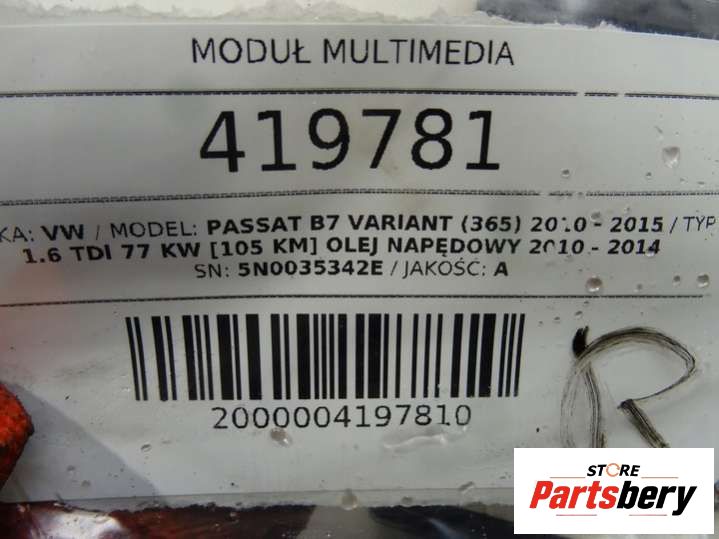 MODUŁ MULTIMEDIA
419781
KA: VW / MODEL: PASSAT B7 VARIANT (365) 2010 - 2015 / TYP
1.6 TDI 77 KW [105 KM] OLEJ NAPĘDOWY 2010 - 2014
SN: 5N0035342E / JAKOŚĆ: A
2000004197810
R
STORE
Partsbery